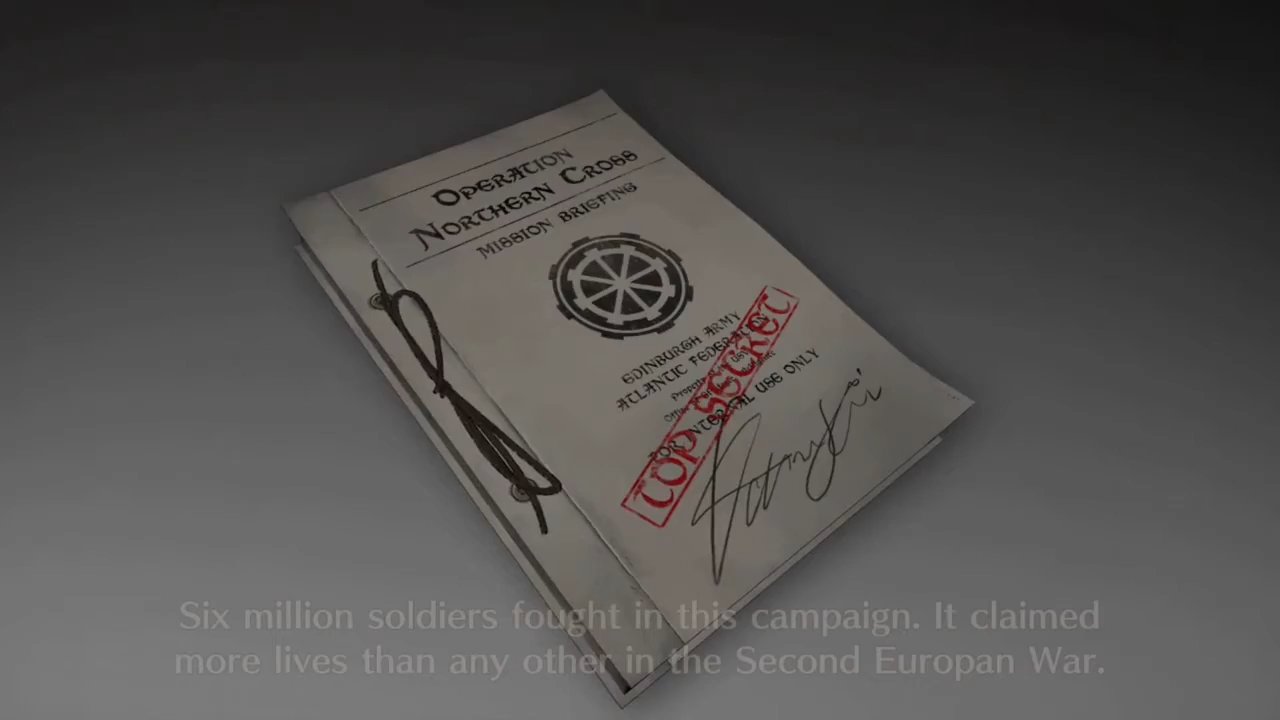 Operation
Northern Cross
Mission Briefing
Edinburgh Army
Atlantic Federation
For Internal Use Only
TOP SECRET
Six million soldiers fought in this campaign. It claimed
more lives than any other in the Second Europan War.